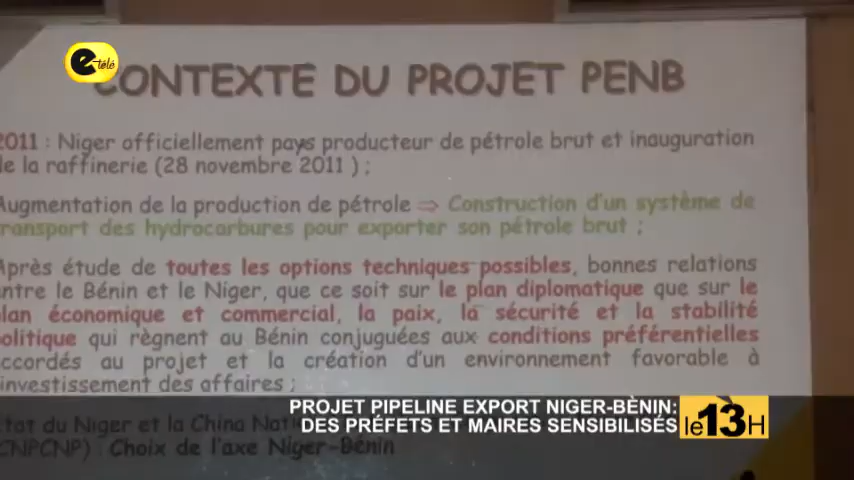 e-télé
CONTEXTE DU PROJET PENB
2011 : Niger officiellement pays producteur de pétrole brut et inauguration
de la raffinerie (28 novembre 2011 ) ;
Augmentation de la production de pétrole ⇒ Construction d'un système de
transport des hydrocarbures pour exporter son pétrole brut ;
Après étude de toutes les options techniques possibles, bonnes relations
entre le Bénin et le Niger, que ce soit sur le plan diplomatique que sur le
plan économique et commercial, la paix, la sécurité et la stabilité
politique qui règnent au Bénin conjuguées aux conditions préférentielles
accordés au projet et la création d'un environnement favorable à
l'investissement des affaires ;
Etat du Niger et la China Nati
(CNPCNP) : Choix de l'axe Niger-Bénin
PROJET PIPELINE EXPORT NIGER-BÈNIN:
DES PRÉFETS ET MAIRES SENSIBILISÉS
le 13H